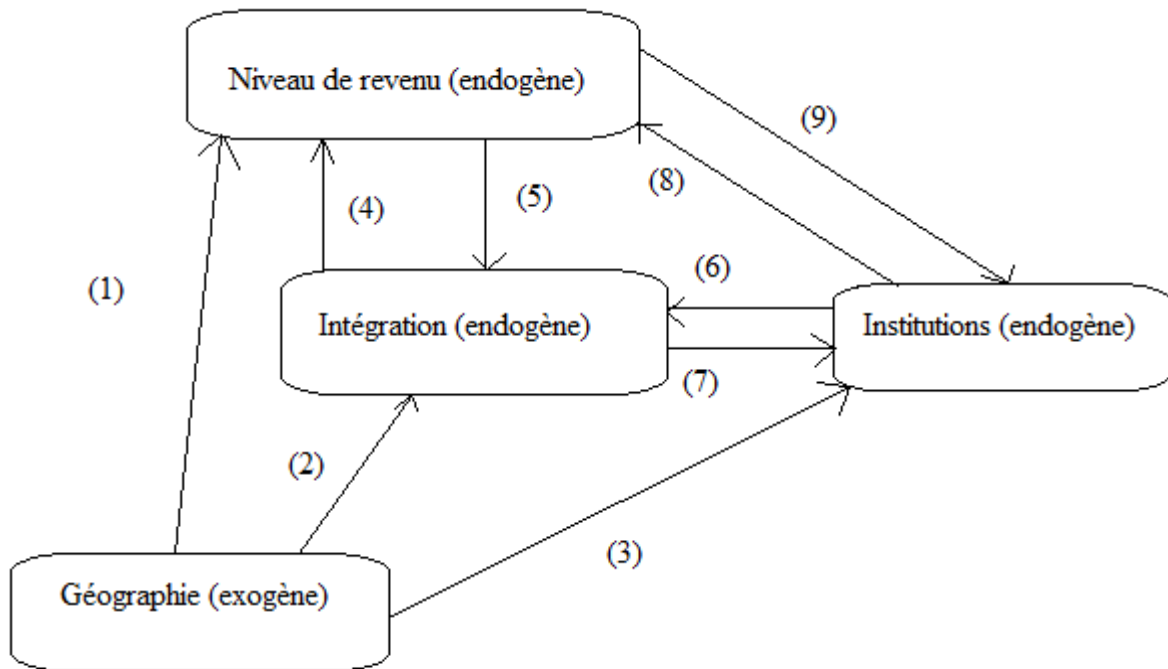 Niveau de revenu (endogène)
(9)
(8)
(4)
(5)
(1)
(6)
Intégration (endogène)
Institutions (endogène)
(7)
(2)
(3)
Géographie (exogène)